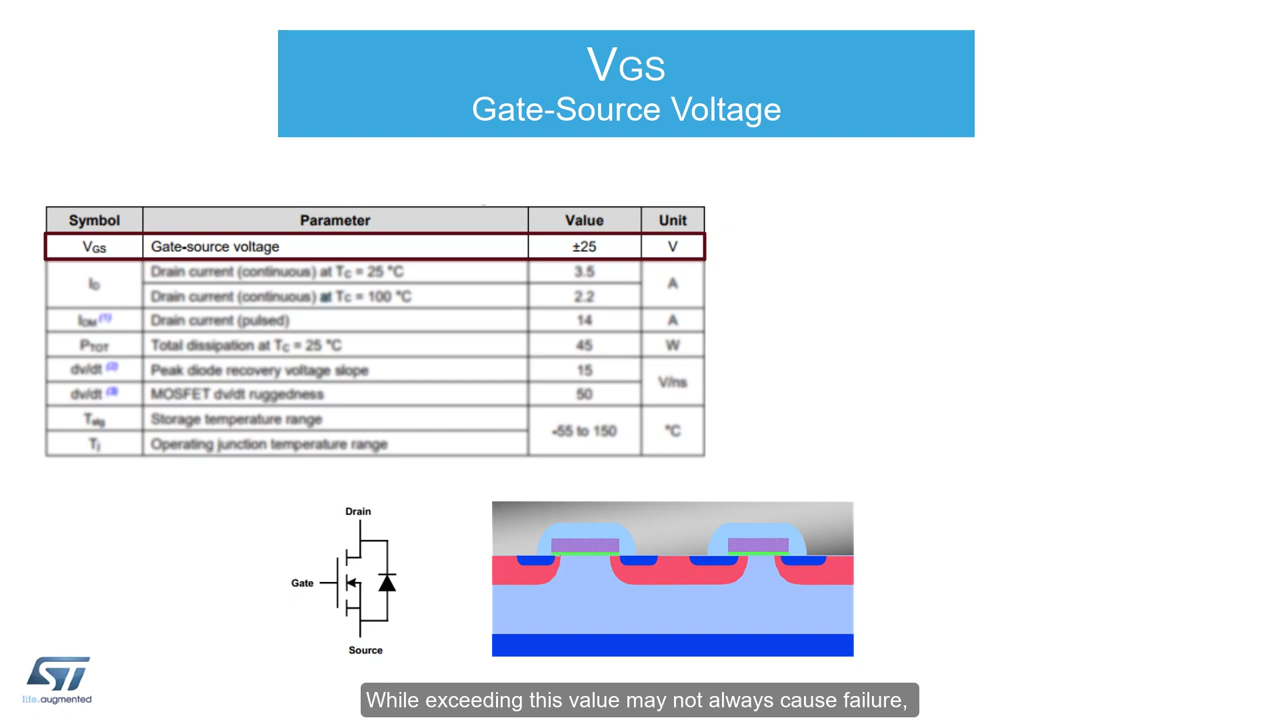 VGS
Gate-Source Voltage
Symbol Parameter Value Unit
VGS Gate-source voltage ±25 V
ID Drain current (continuous) at TC = 25 °C 3.5 A
Drain current (continuous) at TC = 100 °C 2.2
IDM (1) Drain current (pulsed) 14 A
PTOT Total dissipation at TC = 25 °C 45 W
dv/dt (2) Peak diode recovery voltage slope 15 V/ns
dv/dt (3) MOSFET dv/dt ruggedness 50
Tstg Storage temperature range -55 to 150 °C
Tj Operating junction temperature range
Drain
Gate
Source
ST
life.augmented
While exceeding this value may not always cause failure,